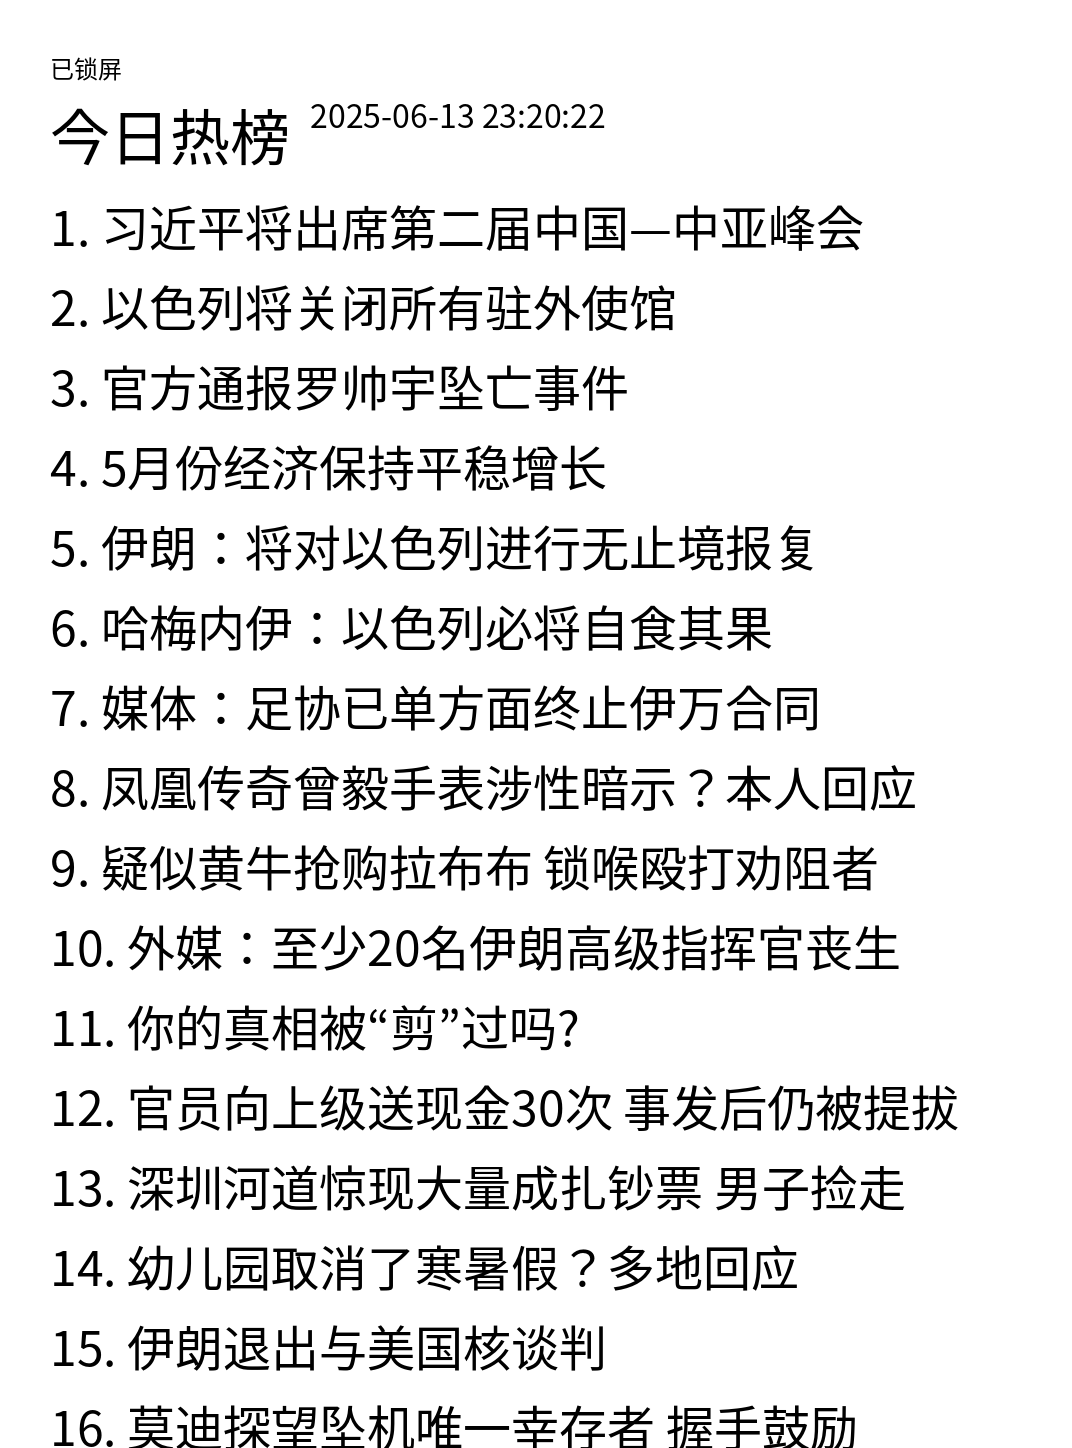 已锁屏
今日热榜 2025-06-13 23:20:22
1. 习近平将出席第二届中国—中亚峰会
2. 以色列将关闭所有驻外使馆
3. 官方通报罗帅宇坠亡事件
4. 5月份经济保持平稳增长
5. 伊朗：将对以色列进行无止境报复
6. 哈梅内伊：以色列必将自食其果
7. 媒体：足协已单方面终止伊万合同
8. 凤凰传奇曾毅手表涉性暗示？本人回应
9. 疑似黄牛抢购拉布布 锁喉殴打劝阻者
10. 外媒：至少20名伊朗高级指挥官丧生
11. 你的真相被“剪”过吗?
12. 官员向上级送现金30次 事发后仍被提拔
13. 深圳河道惊现大量成扎钞票 男子捡走
14. 幼儿园取消了寒暑假？多地回应
15. 伊朗退出与美国核谈判
16. 莫迪探望坠机唯一幸存者 握手鼓励